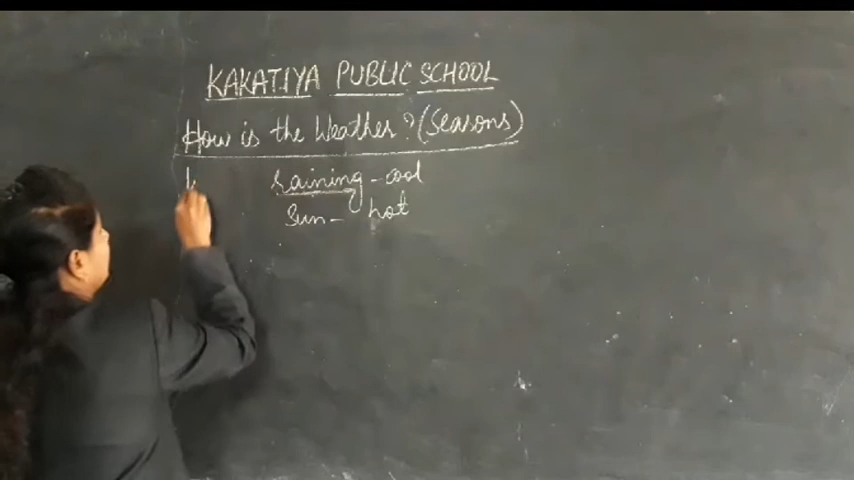 KAKATIYA PUBLIC SCHOOL
How is the Weather? (Seasons)
raining - cool
Sun - hot